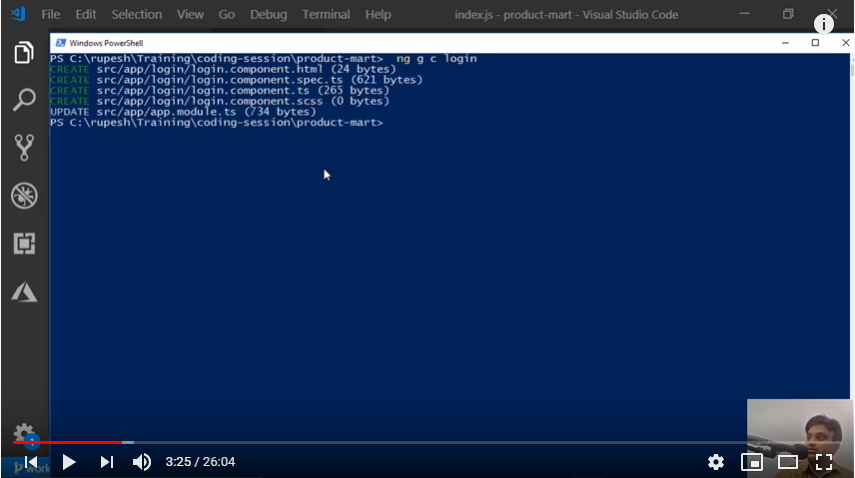 File Edit Selection View Go Debug Terminal Help index.js - product-mart - Visual Studio Code
Windows PowerShell
PS C:\rupesh\Training\coding-session\product-mart> ng g c login
CREATE src/app/login/login.component.html (24 bytes)
CREATE src/app/login/login.component.spec.ts (621 bytes)
CREATE src/app/login/login.component.ts (265 bytes)
CREATE src/app/login/login.component.scss (0 bytes)
UPDATE src/app/app.module.ts (734 bytes)
PS C:\rupesh\Training\coding-session\product-mart>
1
work
3:25 / 26:04